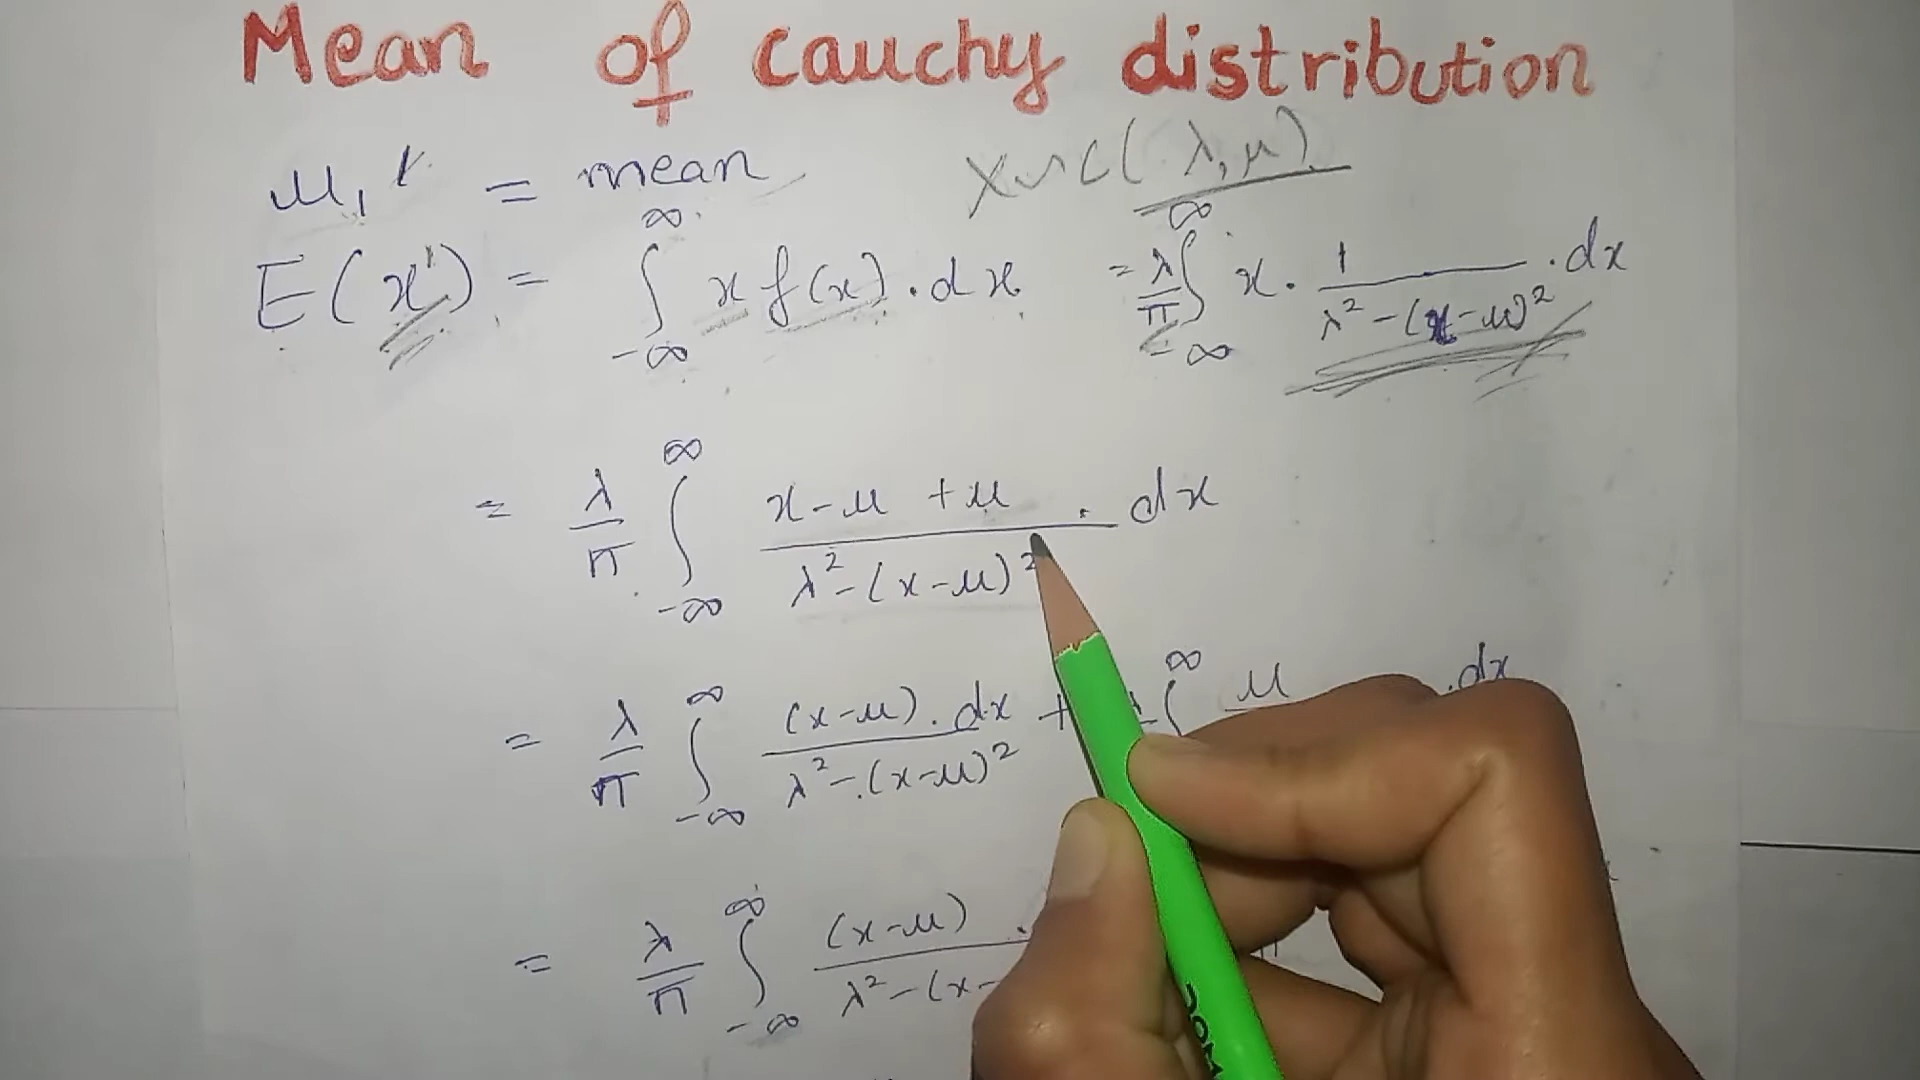 Mean of cauchy distribution
μ₁' = mean X~C(λ,μ)
E(x¹) = ∫_{-∞}^{∞} x f(x).dx = λ/π ∫_{-∞}^{∞} x. 1/(λ²-(x-μ)²) .dx
= λ/π ∫_{-∞}^{∞} (x-μ+μ)/(λ²-(x-μ)²) . dx
= λ/π ∫_{-∞}^{∞} (x-μ).dx/(λ²-(x-μ)²) + ∫^{∞} μ .dx
= λ/π ∫_{-∞}^{∞} (x-μ) . / λ²-(x-